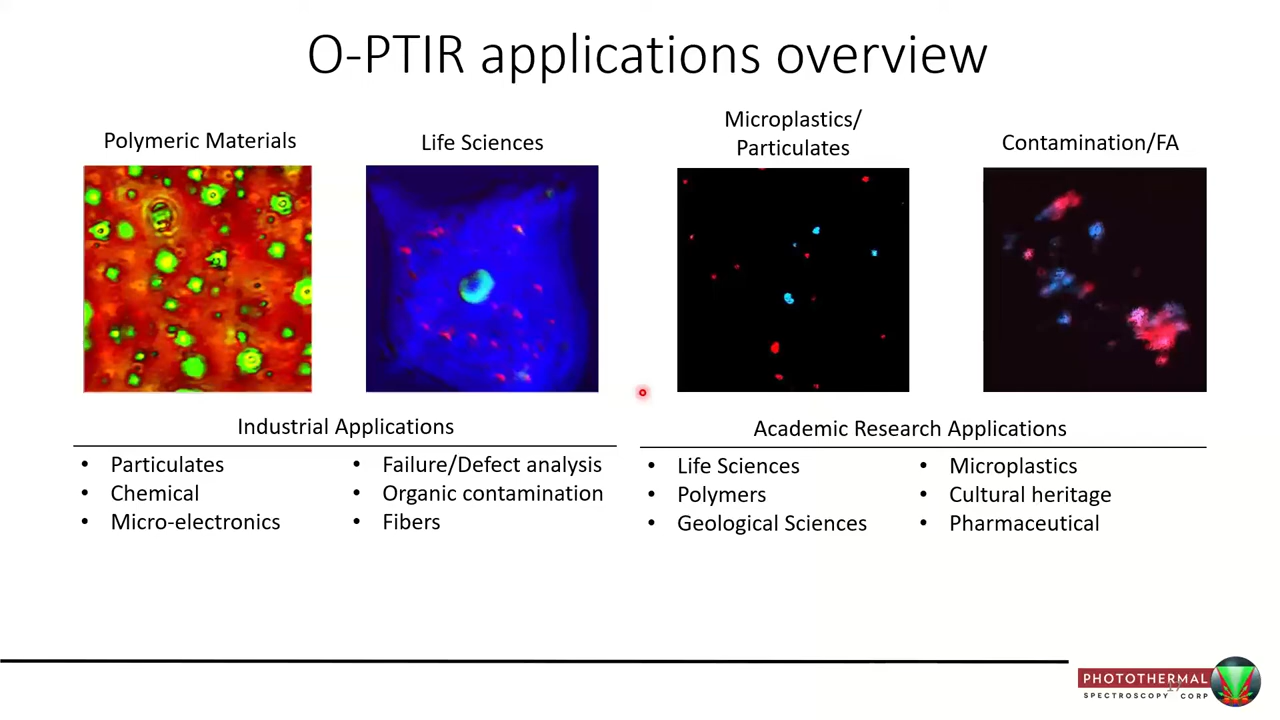 O-PTIR applications overview
Polymeric Materials
Life Sciences
Microplastics/
Particulates
Contamination/FA
Industrial Applications
• Particulates
• Chemical
• Micro-electronics
• Failure/Defect analysis
• Organic contamination
• Fibers
Academic Research Applications
• Life Sciences
• Polymers
• Geological Sciences
• Microplastics
• Cultural heritage
• Pharmaceutical
PHOTOTHERMAL
SPECTROSCOPY CORP
17